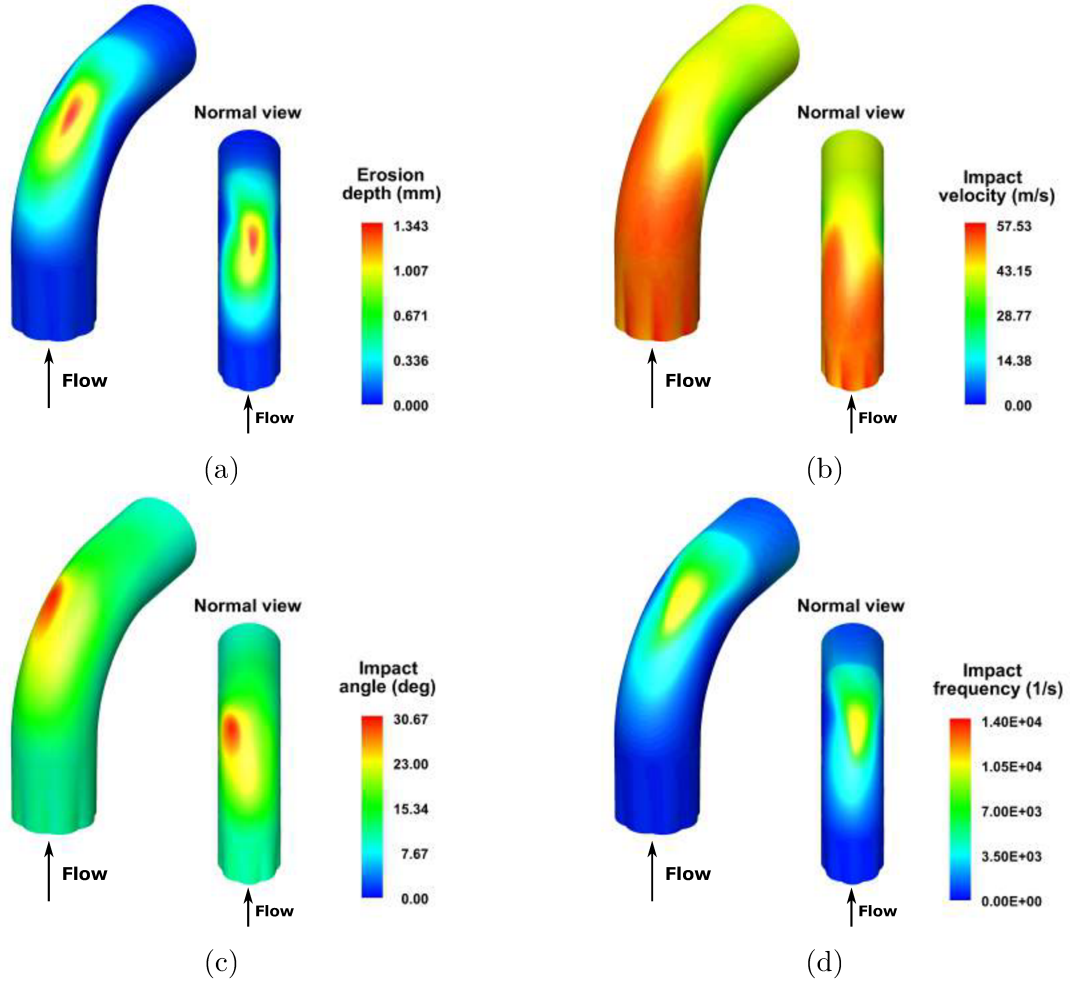 Normal view
Erosion
depth (mm)
1.343
1.007
0.671
0.336
0.000
Flow
Flow
(a)
Normal view
Impact
velocity (m/s)
57.53
43.15
28.77
14.38
0.00
Flow
Flow
(b)
Normal view
Impact
angle (deg)
30.67
23.00
15.34
7.67
0.00
Flow
Flow
(c)
Normal view
Impact
frequency (1/s)
1.40E+04
1.05E+04
7.00E+03
3.50E+03
0.00E+00
Flow
Flow
(d)